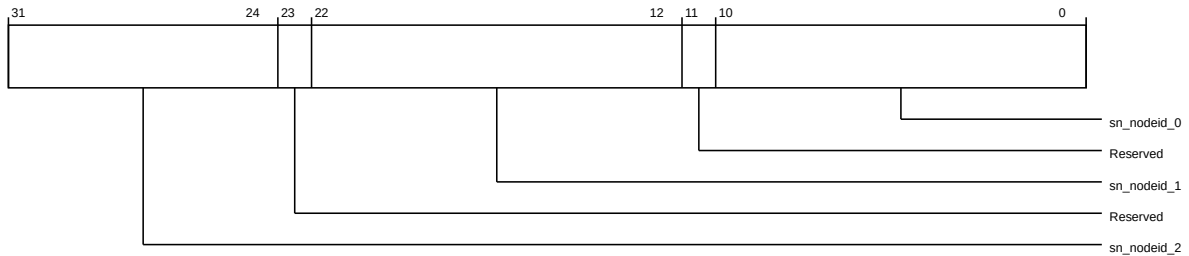 31 24 23 22 12 11 10 0
sn_nodeid_0
Reserved
sn_nodeid_1
Reserved
sn_nodeid_2